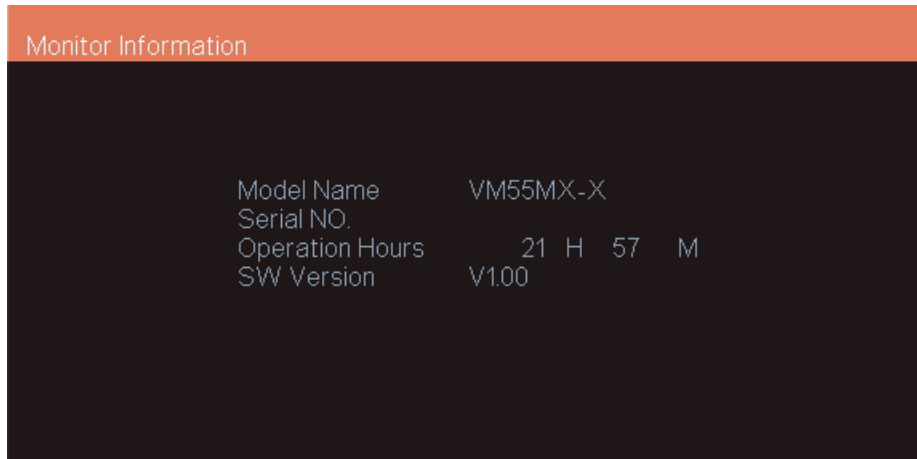 Monitor Information
Model Name VM55MX-X
Serial NO.
Operation Hours 21 H 57 M
SW Version V1.00